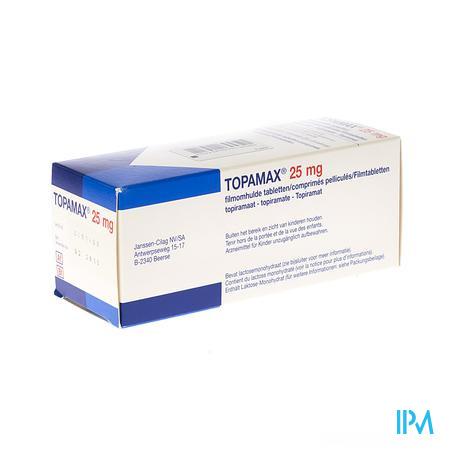 TOPAMAX® 25 mg
filmomhulde tabletten/comprimés pelliculés/Filmtabletten
topiramaat - topiramate - Topiramat
Buiten het bereik en zicht van kinderen houden.
Tenir hors de la portée et de la vue des enfants.
Arzneimittel für Kinder unzugänglich aufbewahren.
Bevat lactosemonohydraat (zie bijsluiter voor meer informatie).
Contient du lactose monohydraté (voir la notice pour plus d'informations)
Enthält Laktose-Monohydrat (für weitere Informationen: siehe Packungsbeilage).
Janssen-Cilag NV/SA
Antwerpseweg 15-17
B-2340 Beerse
TOPAMAX® 25 mg
IPM